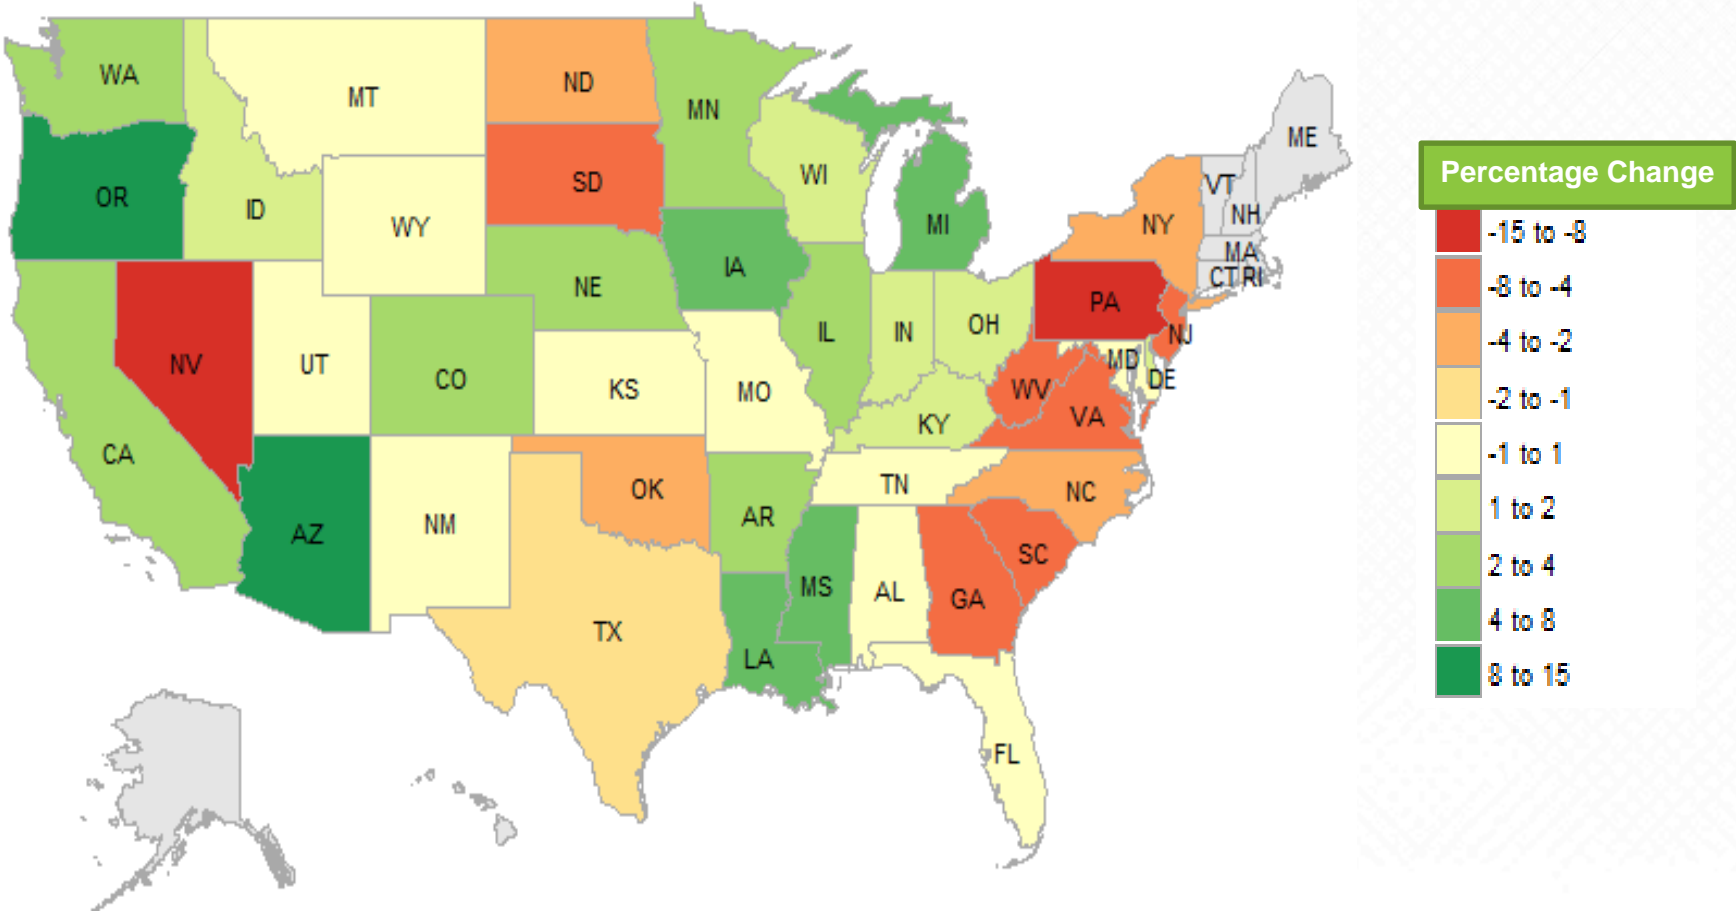 WA
MT
ND
MN
OR
ID
WY
SD
WI
MI
NY
VT
NH
ME
MA
CT RI
NV
UT
CO
NE
IA
IL
IN
OH
PA
NJ
MD
DE
CA
KS
MO
KY
WV
VA
AZ
NM
OK
AR
TN
NC
SC
TX
LA
MS
AL
GA
FL
Percentage Change
-15 to -8
-8 to -4
-4 to -2
-2 to -1
-1 to 1
1 to 2
2 to 4
4 to 8
8 to 15